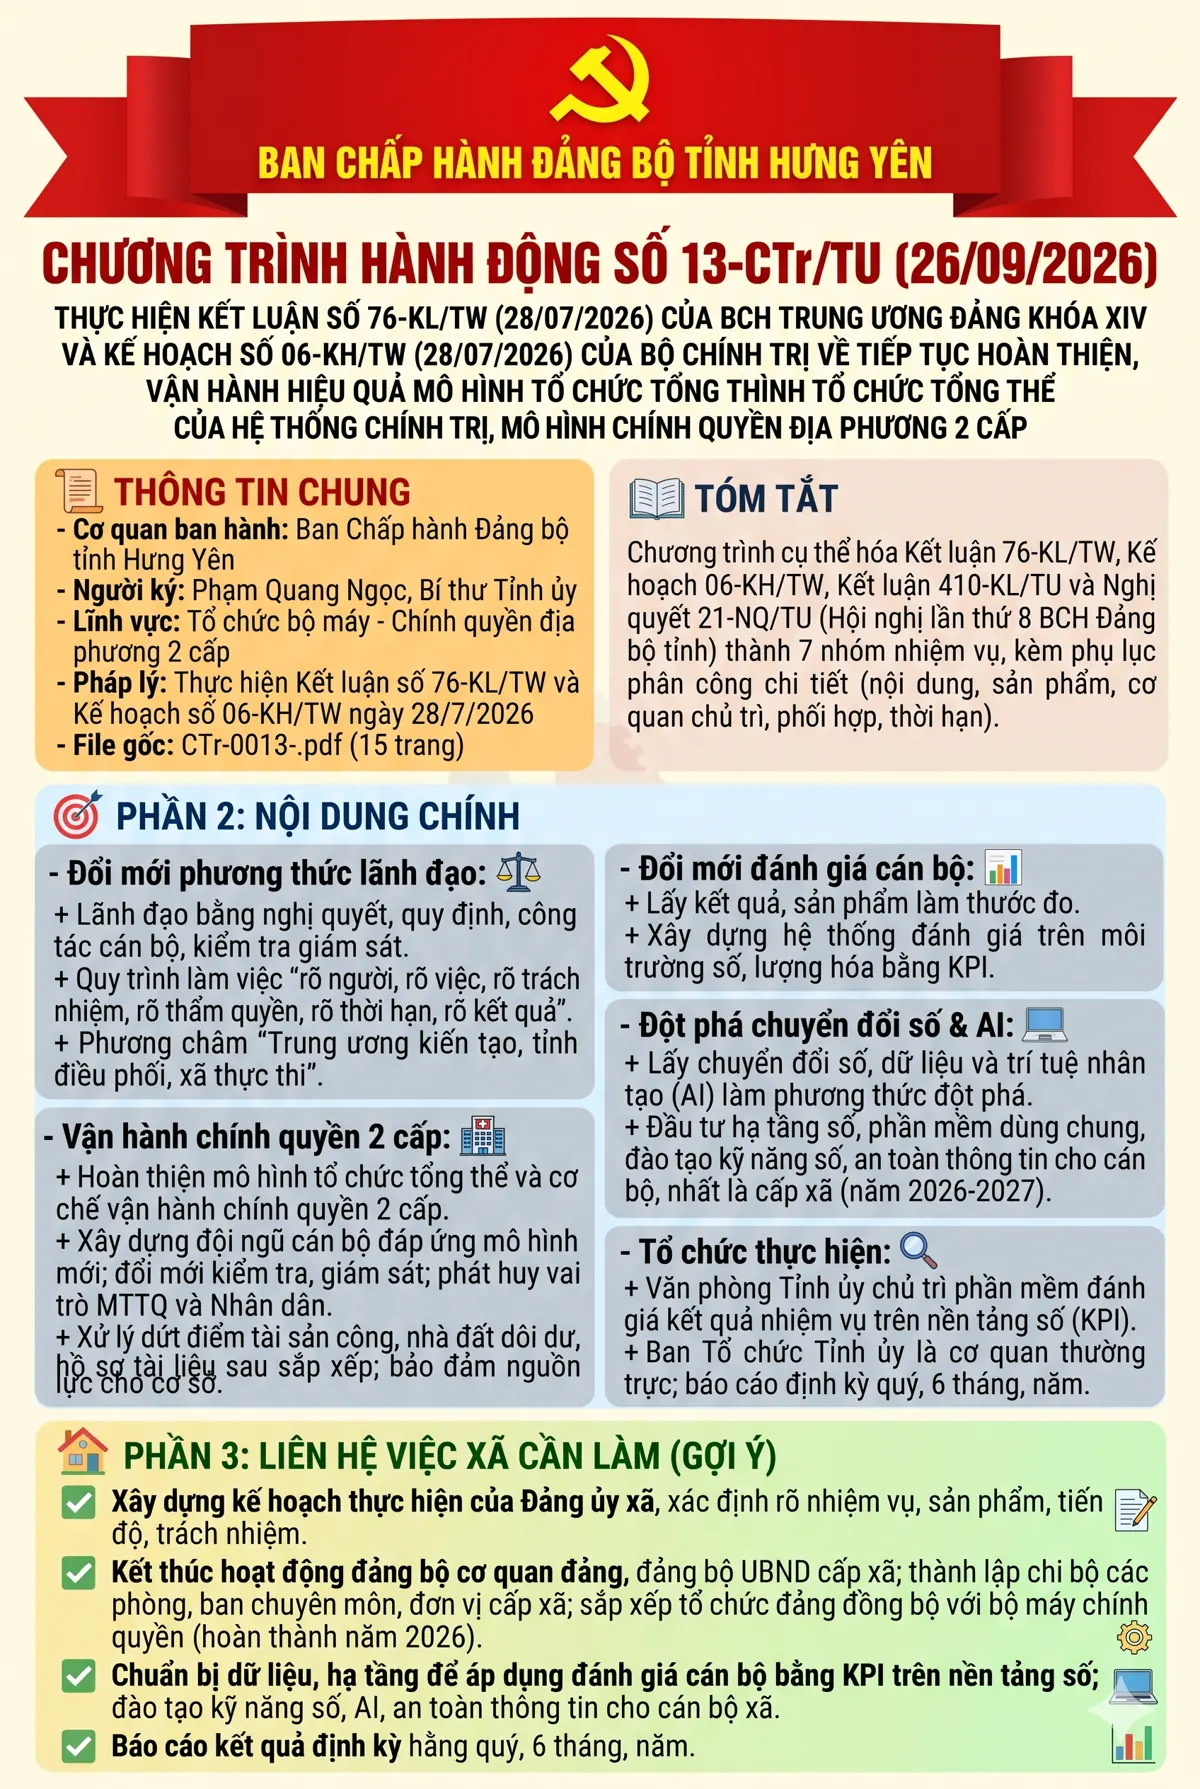 BAN CHẤP HÀNH ĐẢNG BỘ TỈNH HƯNG YÊN
CHƯƠNG TRÌNH HÀNH ĐỘNG SỐ 13-CTr/TU (26/09/2026)
THỰC HIỆN KẾT LUẬN SỐ 76-KL/TW (28/07/2026) CỦA BCH TRUNG ƯƠNG ĐẢNG KHÓA XIV
VÀ KẾ HOẠCH SỐ 06-KH/TW (28/07/2026) CỦA BỘ CHÍNH TRỊ VỀ TIẾP TỤC HOÀN THIỆN,
VẬN HÀNH HIỆU QUẢ MÔ HÌNH TỔ CHỨC TỔNG THÌNH TỔ CHỨC TỔNG THỂ
CỦA HỆ THỐNG CHÍNH TRỊ, MÔ HÌNH CHÍNH QUYỀN ĐỊA PHƯƠNG 2 CẤP
THÔNG TIN CHUNG
- Cơ quan ban hành: Ban Chấp hành Đảng bộ
tỉnh Hưng Yên
- Người ký: Phạm Quang Ngọc, Bí thư Tỉnh ủy
- Lĩnh vực: Tổ chức bộ máy - Chính quyền địa
phương 2 cấp
- Pháp lý: Thực hiện Kết luận số 76-KL/TW và
Kế hoạch số 06-KH/TW ngày 28/7/2026
- File gốc: CTr-0013-.pdf (15 trang)
TÓM TẮT
Chương trình cụ thể hóa Kết luận 76-KL/TW, Kế
hoạch 06-KH/TW, Kết luận 410-KL/TU và Nghị
quyết 21-NQ/TU (Hội nghị lần thứ 8 BCH Đảng
bộ tỉnh) thành 7 nhóm nhiệm vụ, kèm phụ lục
phân công chi tiết (nội dung, sản phẩm, cơ
quan chủ trì, phối hợp, thời hạn).
PHẦN 2: NỘI DUNG CHÍNH
- Đổi mới phương thức lãnh đạo:
+ Lãnh đạo bằng nghị quyết, quy định, công
tác cán bộ, kiểm tra giám sát.
+ Quy trình làm việc “rõ người, rõ việc, rõ trách
nhiệm, rõ thẩm quyền, rõ thời hạn, rõ kết quả”.
+ Phương châm “Trung ương kiến tạo, tỉnh
điều phối, xã thực thi”.
- Vận hành chính quyền 2 cấp:
+ Hoàn thiện mô hình tổ chức tổng thể và cơ
chế vận hành chính quyền 2 cấp.
+ Xây dựng đội ngũ cán bộ đáp ứng mô hình
mới; đổi mới kiểm tra, giám sát; phát huy vai
trò MTTQ và Nhân dân.
+ Xử lý dứt điểm tài sản công, nhà đất dôi dư,
hồ sơ tài liệu sau sắp xếp; bảo đảm nguồn
lực cho cơ sở.
- Đổi mới đánh giá cán bộ:
+ Lấy kết quả, sản phẩm làm thước đo.
+ Xây dựng hệ thống đánh giá trên môi
trường số, lượng hóa bằng KPI.
- Đột phá chuyển đổi số & AI:
+ Lấy chuyển đổi số, dữ liệu và trí tuệ nhân
tạo (AI) làm phương thức đột phá.
+ Đầu tư hạ tầng số, phần mềm dùng chung,
đào tạo kỹ năng số, an toàn thông tin cho cán
bộ, nhất là cấp xã (năm 2026-2027).
- Tổ chức thực hiện:
+ Văn phòng Tỉnh ủy chủ trì phần mềm đánh
giá kết quả nhiệm vụ trên nền tảng số (KPI).
+ Ban Tổ chức Tỉnh ủy là cơ quan thường
trực; báo cáo định kỳ quý, 6 tháng, năm.
PHẦN 3: LIÊN HỆ VIỆC XÃ CẦN LÀM (GỢI Ý)
Xây dựng kế hoạch thực hiện của Đảng ủy xã, xác định rõ nhiệm vụ, sản phẩm, tiến
độ, trách nhiệm.
Kết thúc hoạt động đảng bộ cơ quan đảng, đảng bộ UBND cấp xã; thành lập chi bộ các
phòng, ban chuyên môn, đơn vị cấp xã; sắp xếp tổ chức đảng đồng bộ với bộ máy chính
quyền (hoàn thành năm 2026).
Chuẩn bị dữ liệu, hạ tầng để áp dụng đánh giá cán bộ bằng KPI trên nền tảng số;
đào tạo kỹ năng số, AI, an toàn thông tin cho cán bộ xã.
Báo cáo kết quả định kỳ hằng quý, 6 tháng, năm.